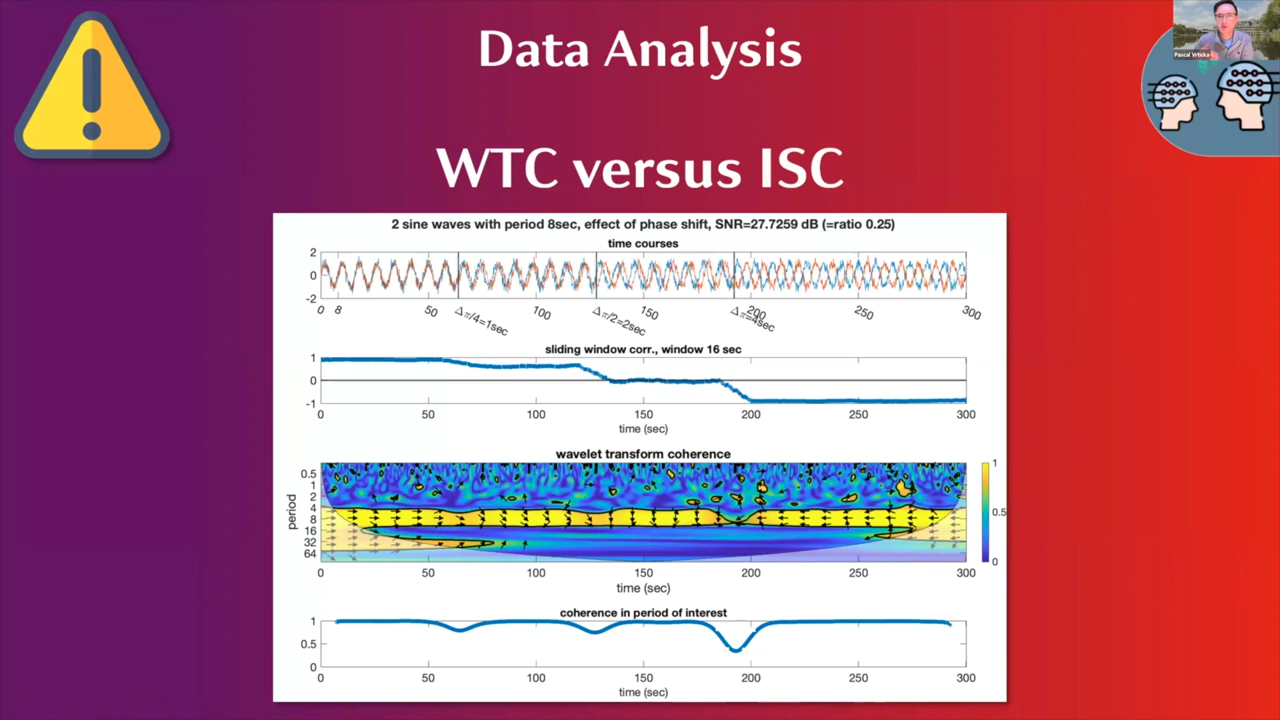 Data Analysis
Pascal Vrticka
WTC versus ISC
2 sine waves with period 8sec, effect of phase shift, SNR=27.7259 dB (=ratio 0.25)
time courses
2
0
-2
0 8 50 100 150 200 250 300
Δπ/4=1sec Δπ/2=2sec Δπ=4sec
sliding window corr., window 16 sec
1
0
-1
0 50 100 150 200 250 300
time (sec)
wavelet transform coherence
period
0.5
1
2
4
8
16
32
64
1
0.5
0
0 50 100 150 200 250 300
time (sec)
coherence in period of interest
1
0.5
0
0 50 100 150 200 250 300
time (sec)